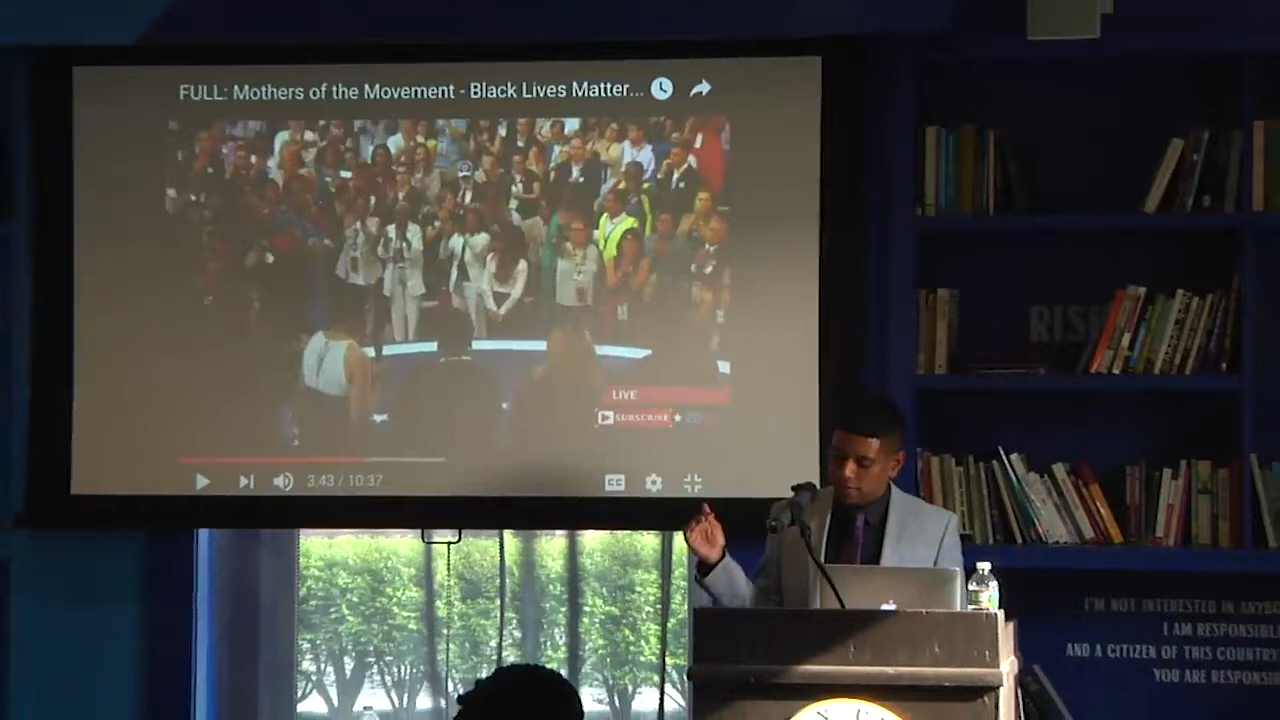 FULL: Mothers of the Movement - Black Lives Matter...
LIVE
SUBSCRIBE
3:43 / 10:37
CC
RISE
I'M NOT INTERESTED IN
I AM RESPONSIBL
AND A CITIZEN OF THIS COUNTRY
YOU ARE RESPONSI